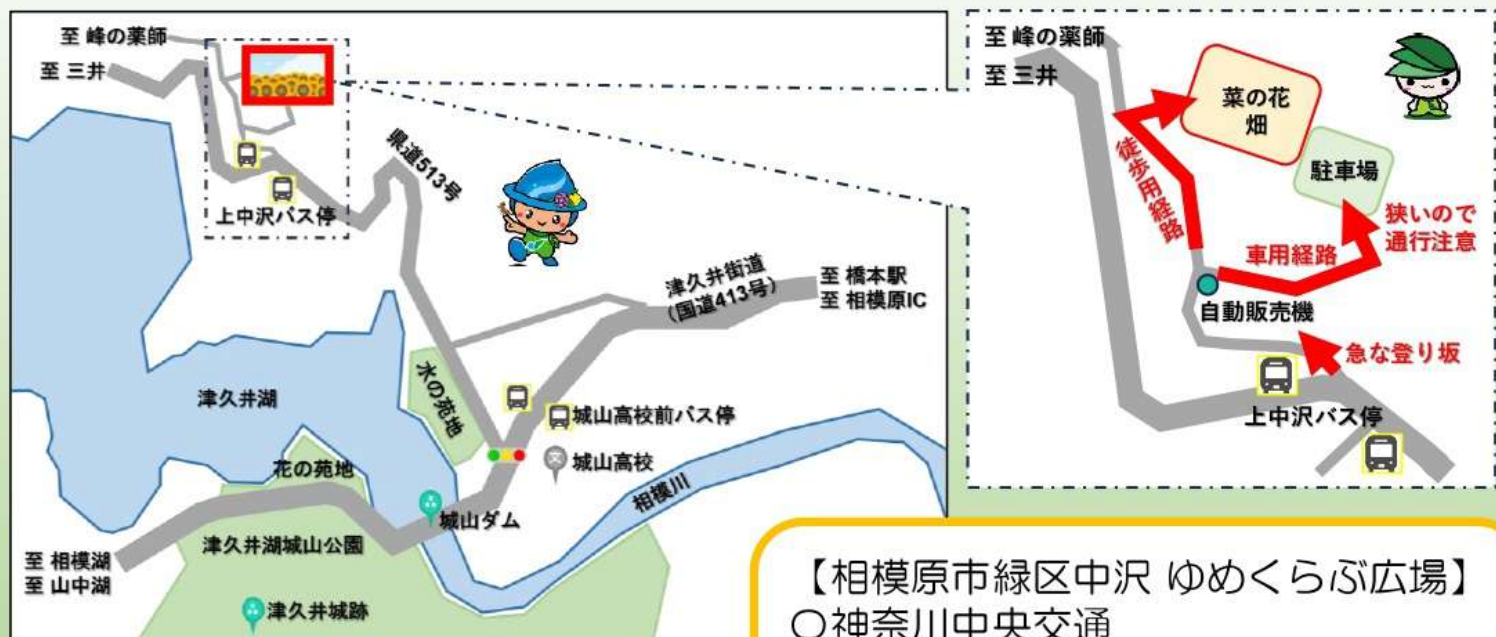 至 峰の薬師
至 三井
上中沢バス停
県道513号
津久井街道
(国道413号)
至 橋本駅
至 相模原IC
津久井湖
水の苑地
城山高校前バス停
文
城山高校
花の苑地
相模川
城山ダム
津久井湖城山公園
至 相模湖
至 山中湖
津久井城跡
至 峰の薬師
至 三井
菜の花
畑
駐車場
徒歩用経路
狭いので
通行注意
車用経路
自動販売機
急な登り坂
上中沢バス停
【相模原市緑区中沢 ゆめくらぶ広場】
〇神奈川中央交通